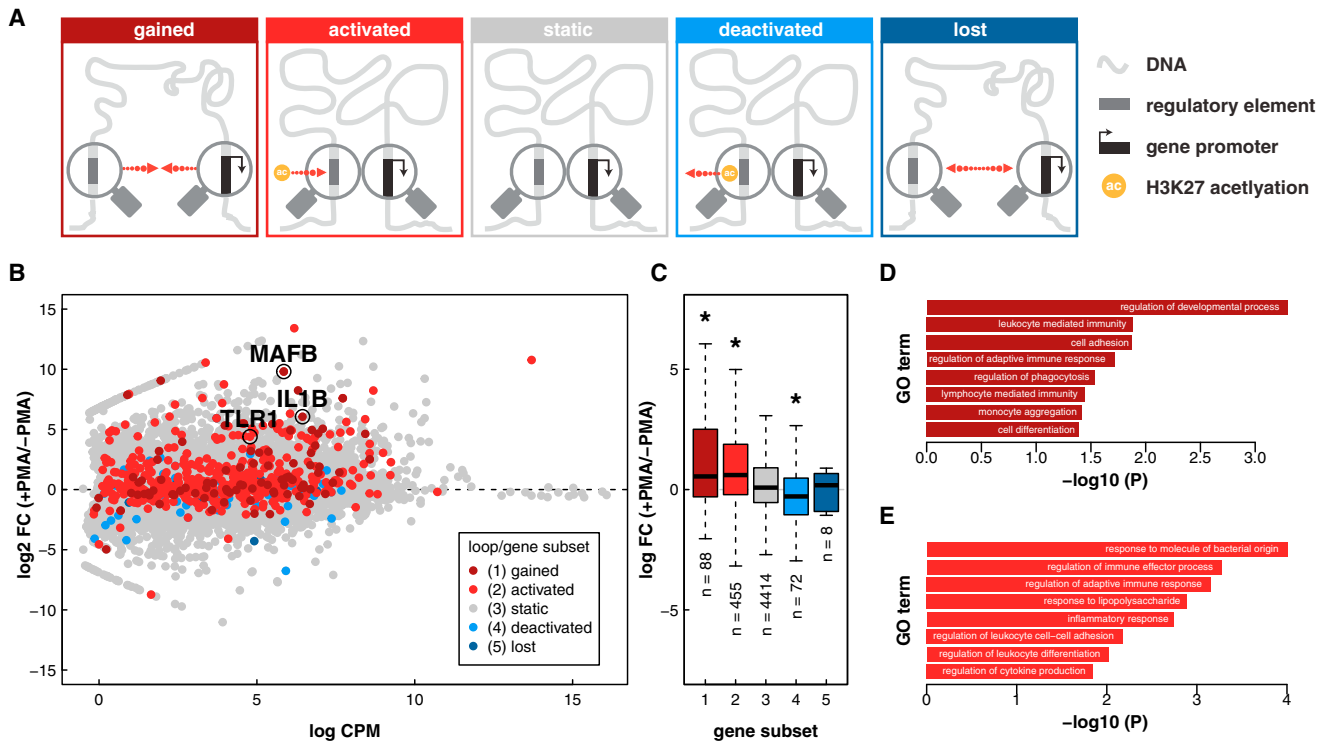 A
gained
activated
static
deactivated
lost
ac
ac
DNA
regulatory element
gene promoter
ac
H3K27 acetlyation
B
log2 FC (+PMA/−PMA)
15
10
5
0
−5
−10
−15
MAFB
IL1B
TLR1
loop/gene subset
(1) gained
(2) activated
(3) static
(4) deactivated
(5) lost
0
5
10
15
log CPM
C
log FC (+PMA/−PMA)
5
0
−5
*
*
*
n = 88
n = 455
n = 4414
n = 72
n = 8
1
2
3
4
5
gene subset
D
GO term
regulation of developmental process
leukocyte mediated immunity
cell adhesion
regulation of adaptive immune response
regulation of phagocytosis
lymphocyte mediated immunity
monocyte aggregation
cell differentiation
0.0
0.5
1.0
1.5
2.0
2.5
3.0
−log10 (P)
E
GO term
response to molecule of bacterial origin
regulation of immune effector process
regulation of adaptive immune response
response to lipopolysaccharide
inflammatory response
regulation of leukocyte cell−cell adhesion
regulation of leukocyte differentiation
regulation of cytokine production
0
1
2
3
4
−log10 (P)